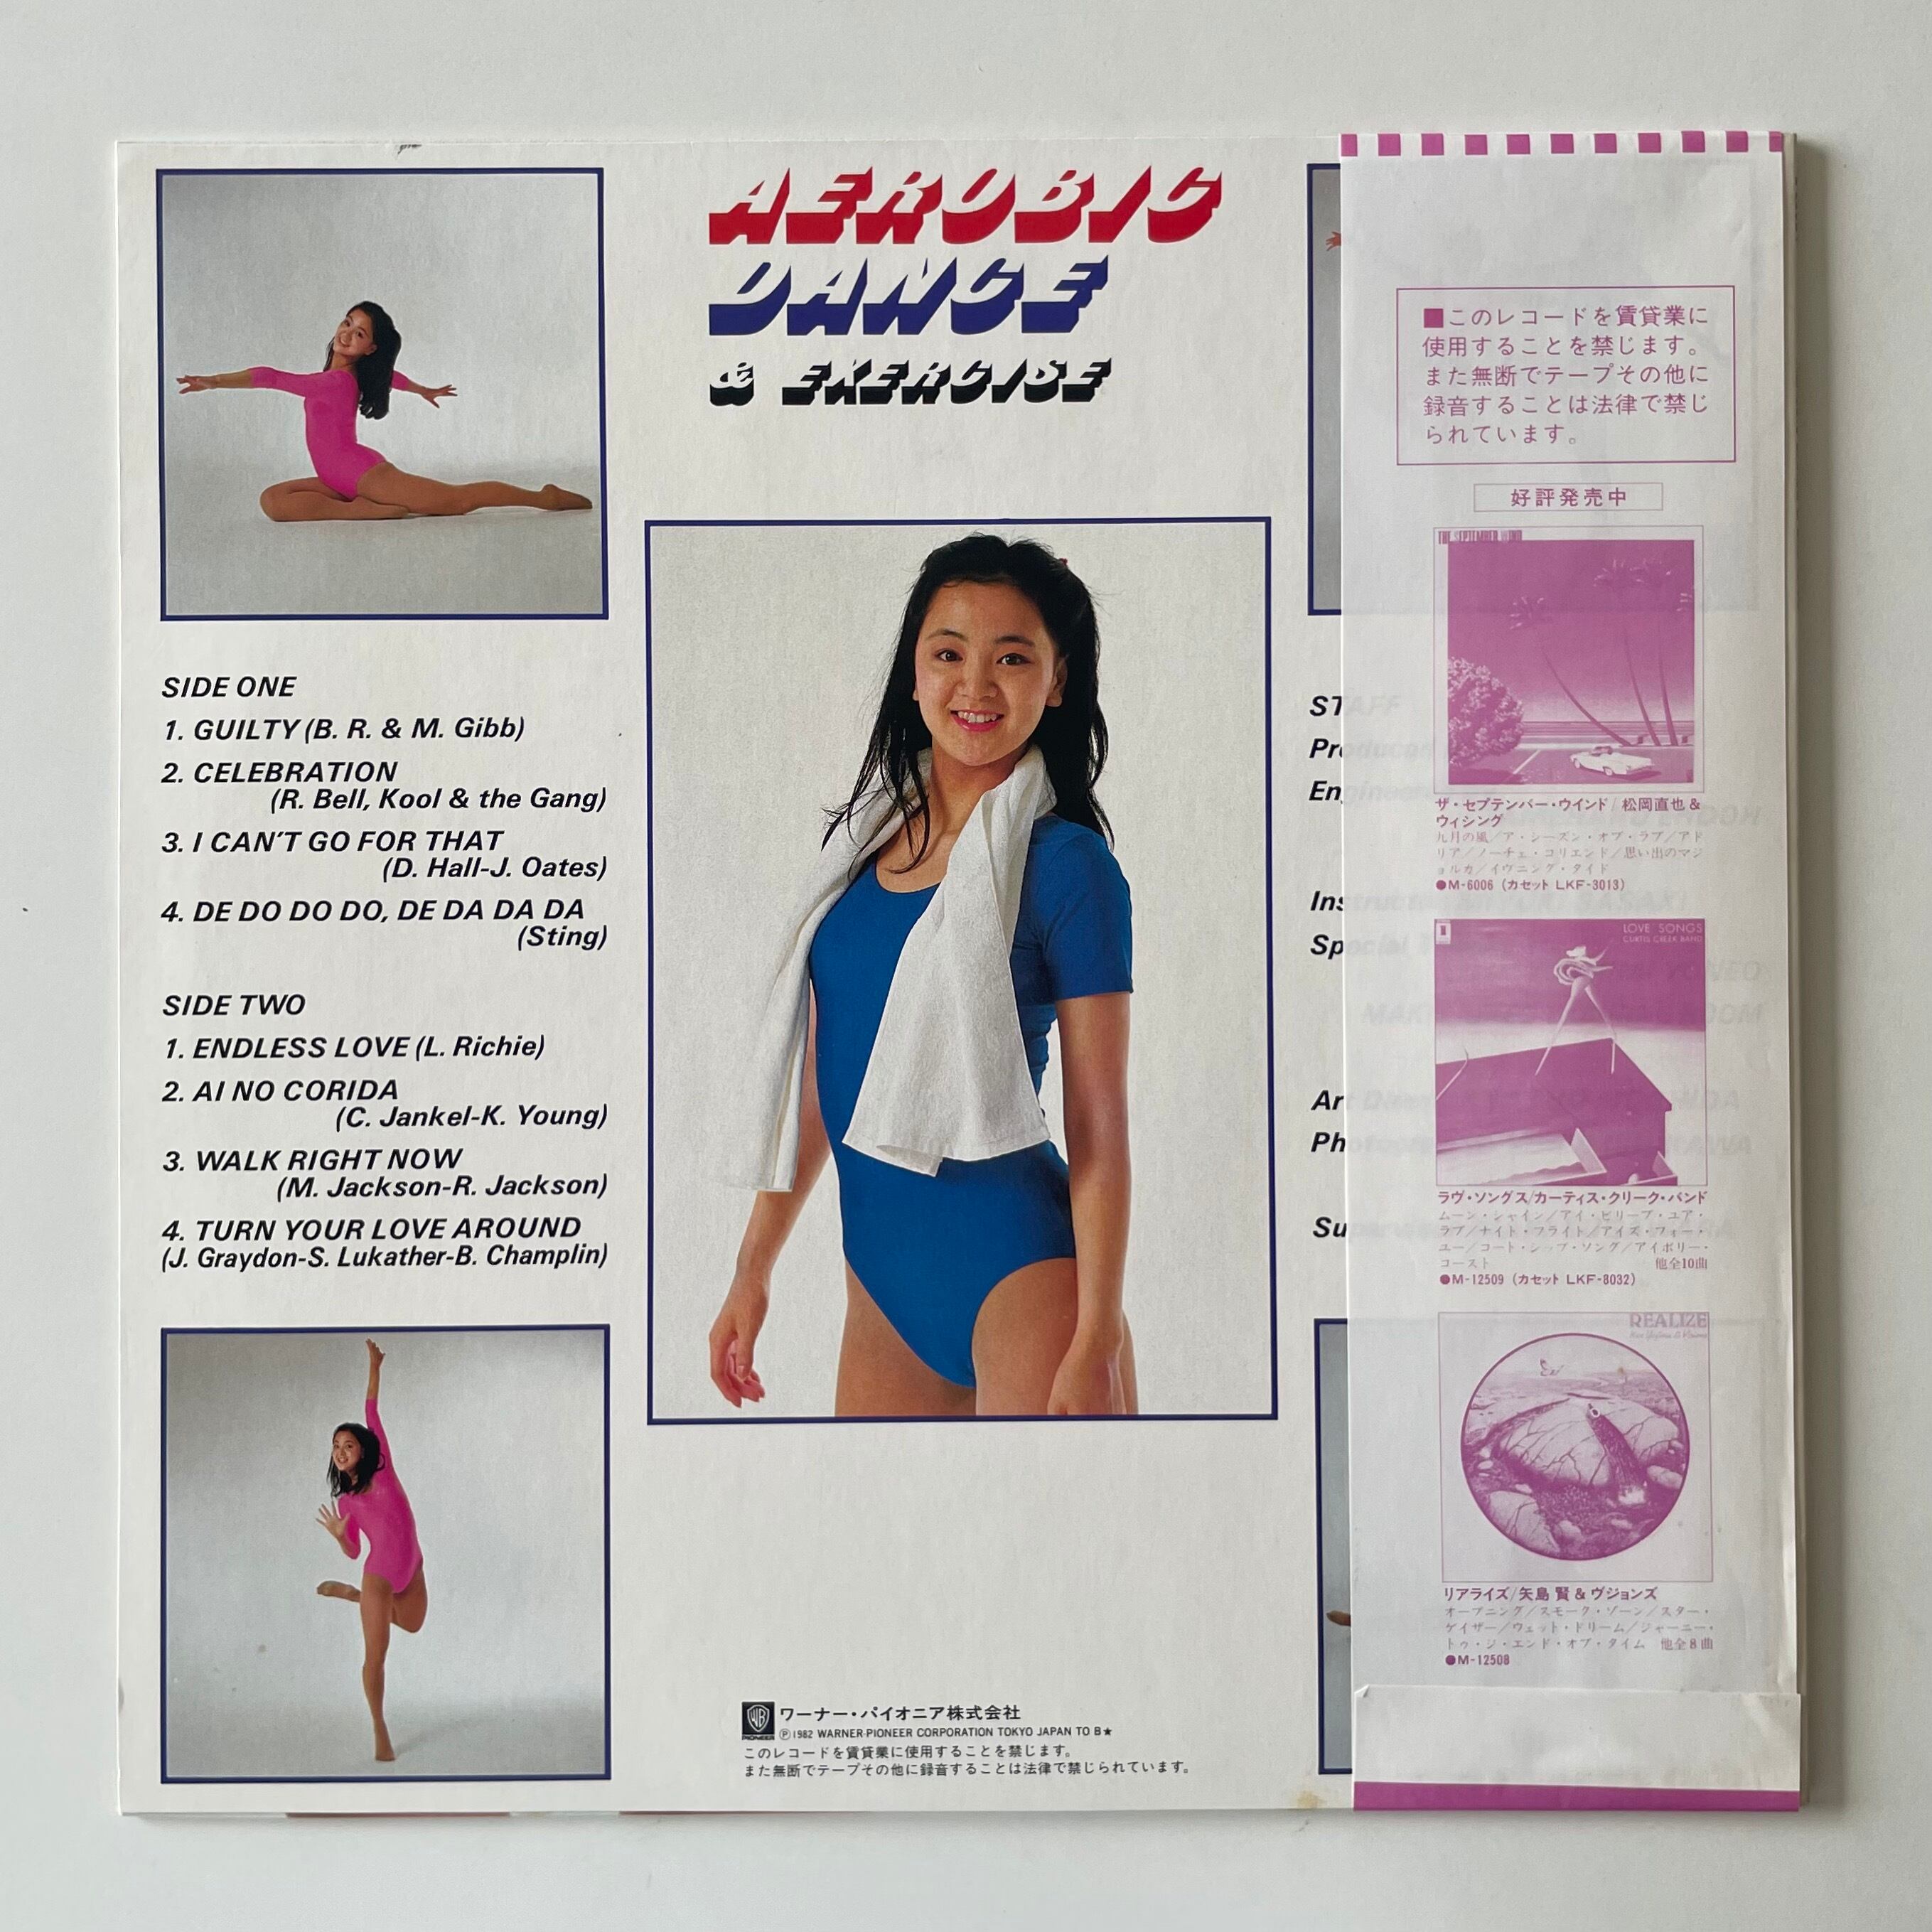 AEROBIC
DANCE
& EXERCISE
SIDE ONE
1. GUILTY (B. R. & M. Gibb)
2. CELEBRATION
(R. Bell, Kool & the Gang)
3. I CAN'T GO FOR THAT
(D. Hall-J. Oates)
4. DE DO DO DO, DE DA DA DA
(Sting)
SIDE TWO
1. ENDLESS LOVE (L. Richie)
2. AI NO CORIDA
(C. Jankel-K. Young)
3. WALK RIGHT NOW
(M. Jackson-R. Jackson)
4. TURN YOUR LOVE AROUND
(J. Graydon-S. Lukather-B. Champlin)
WB
PIONEER
ワーナー・パイオニア株式会社
Ⓟ1982 WARNER-PIONEER CORPORATION TOKYO JAPAN TO B★
このレコードを賃貸業に使用することを禁じます。
また無断でテープその他に録音することは法律で禁じられています。
STAFF
■このレコードを賃貸業に
使用することを禁じます。
また無断でテープその他に
録音することは法律で禁じ
られています。
好評発売中
THE SEPTEMBER WIND
ザ・セプテンバー・ウインド/松岡直也&
ウィシング
九月の風/ア・シーズン・オブ・ラブ/アド
リア/ノーチェ・コリエンド/思い出のマジ
ョルカ/イヴニング・タイド
●M-6006 (カセット LKF-3013)
LOVE SONGS
CURTIS CREEK BAND
ラヴ・ソングス/カーティス・クリーク・バンド
ムーン・シャイン/アイ・ビリーブ・ユア・
ラブ/ナイト・フライト/アイズ・フォー・
ユー/コート・シップ・ソング/アイボリー・
コースト 他全10曲
●M-12509 (カセット LKF-8032)
REALIZE
リアライズ/矢島 賢 & ヴジョンズ
オープニング/スモーク・ゾーン/スター・
ゲイザー/ウェット・ドリーム/ジャーニー・
トゥ・ジ・エンド・オブ・タイム 他全8曲
●M-12508